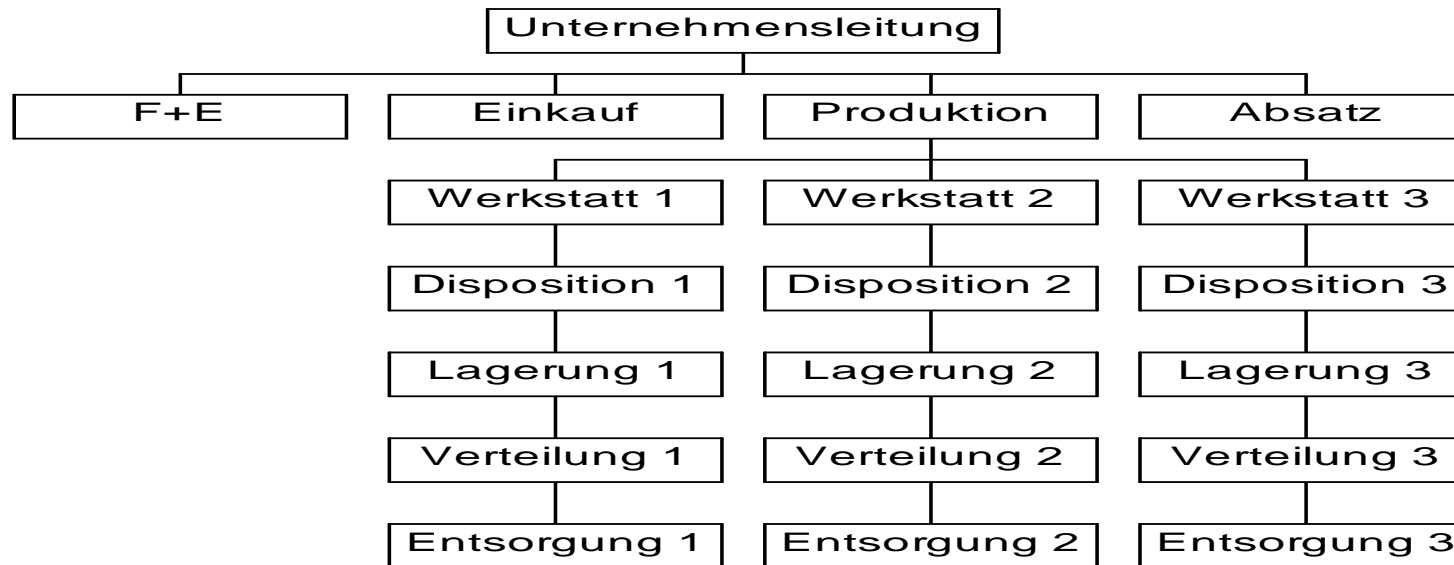 Unternehmensleitung
F+E
Einkauf
Produktion
Absatz
Werkstatt 1
Werkstatt 2
Werkstatt 3
Disposition 1
Disposition 2
Disposition 3
Lagerung 1
Lagerung 2
Lagerung 3
Verteilung 1
Verteilung 2
Verteilung 3
Entsorgung 1
Entsorgung 2
Entsorgung 3